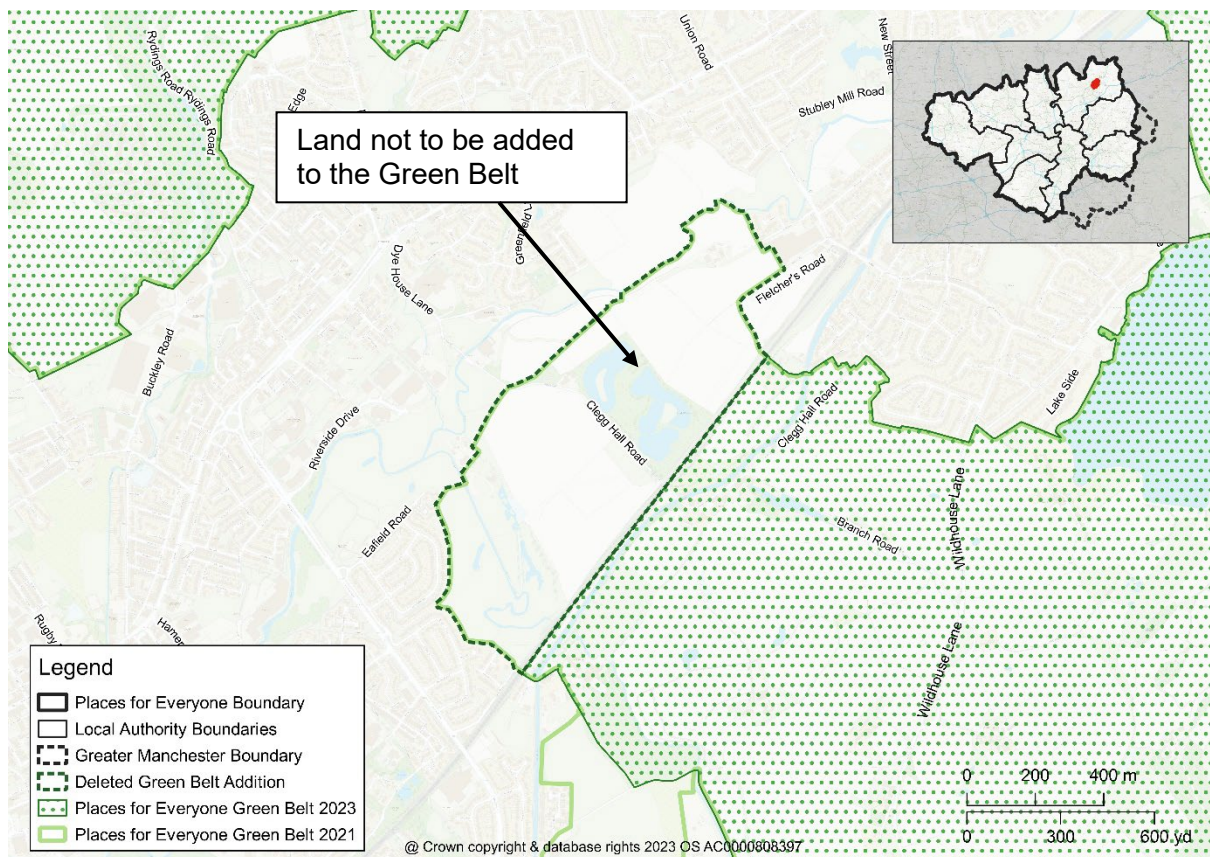 Union Road
New Street
Rydings Road Rydings Road
Edge
Stubley Mill Road
Land not to be added
to the Green Belt
Greenfield L
Dye House Lane
Fletcher's Road
Buckley Road
Lake Side
Clegg Hall Road
Clegg Hall Road
Riverside Drive
Wildhouse Lane
Eafield Road
Branch Road
Rugby
Hamer
Wildhouse Lane
Legend
Places for Everyone Boundary
Local Authority Boundaries
Greater Manchester Boundary
Deleted Green Belt Addition
Places for Everyone Green Belt 2023
Places for Everyone Green Belt 2021
0 200 400 m
0 300 600 yd
@ Crown copyright & database rights 2023 OS AC0000808397